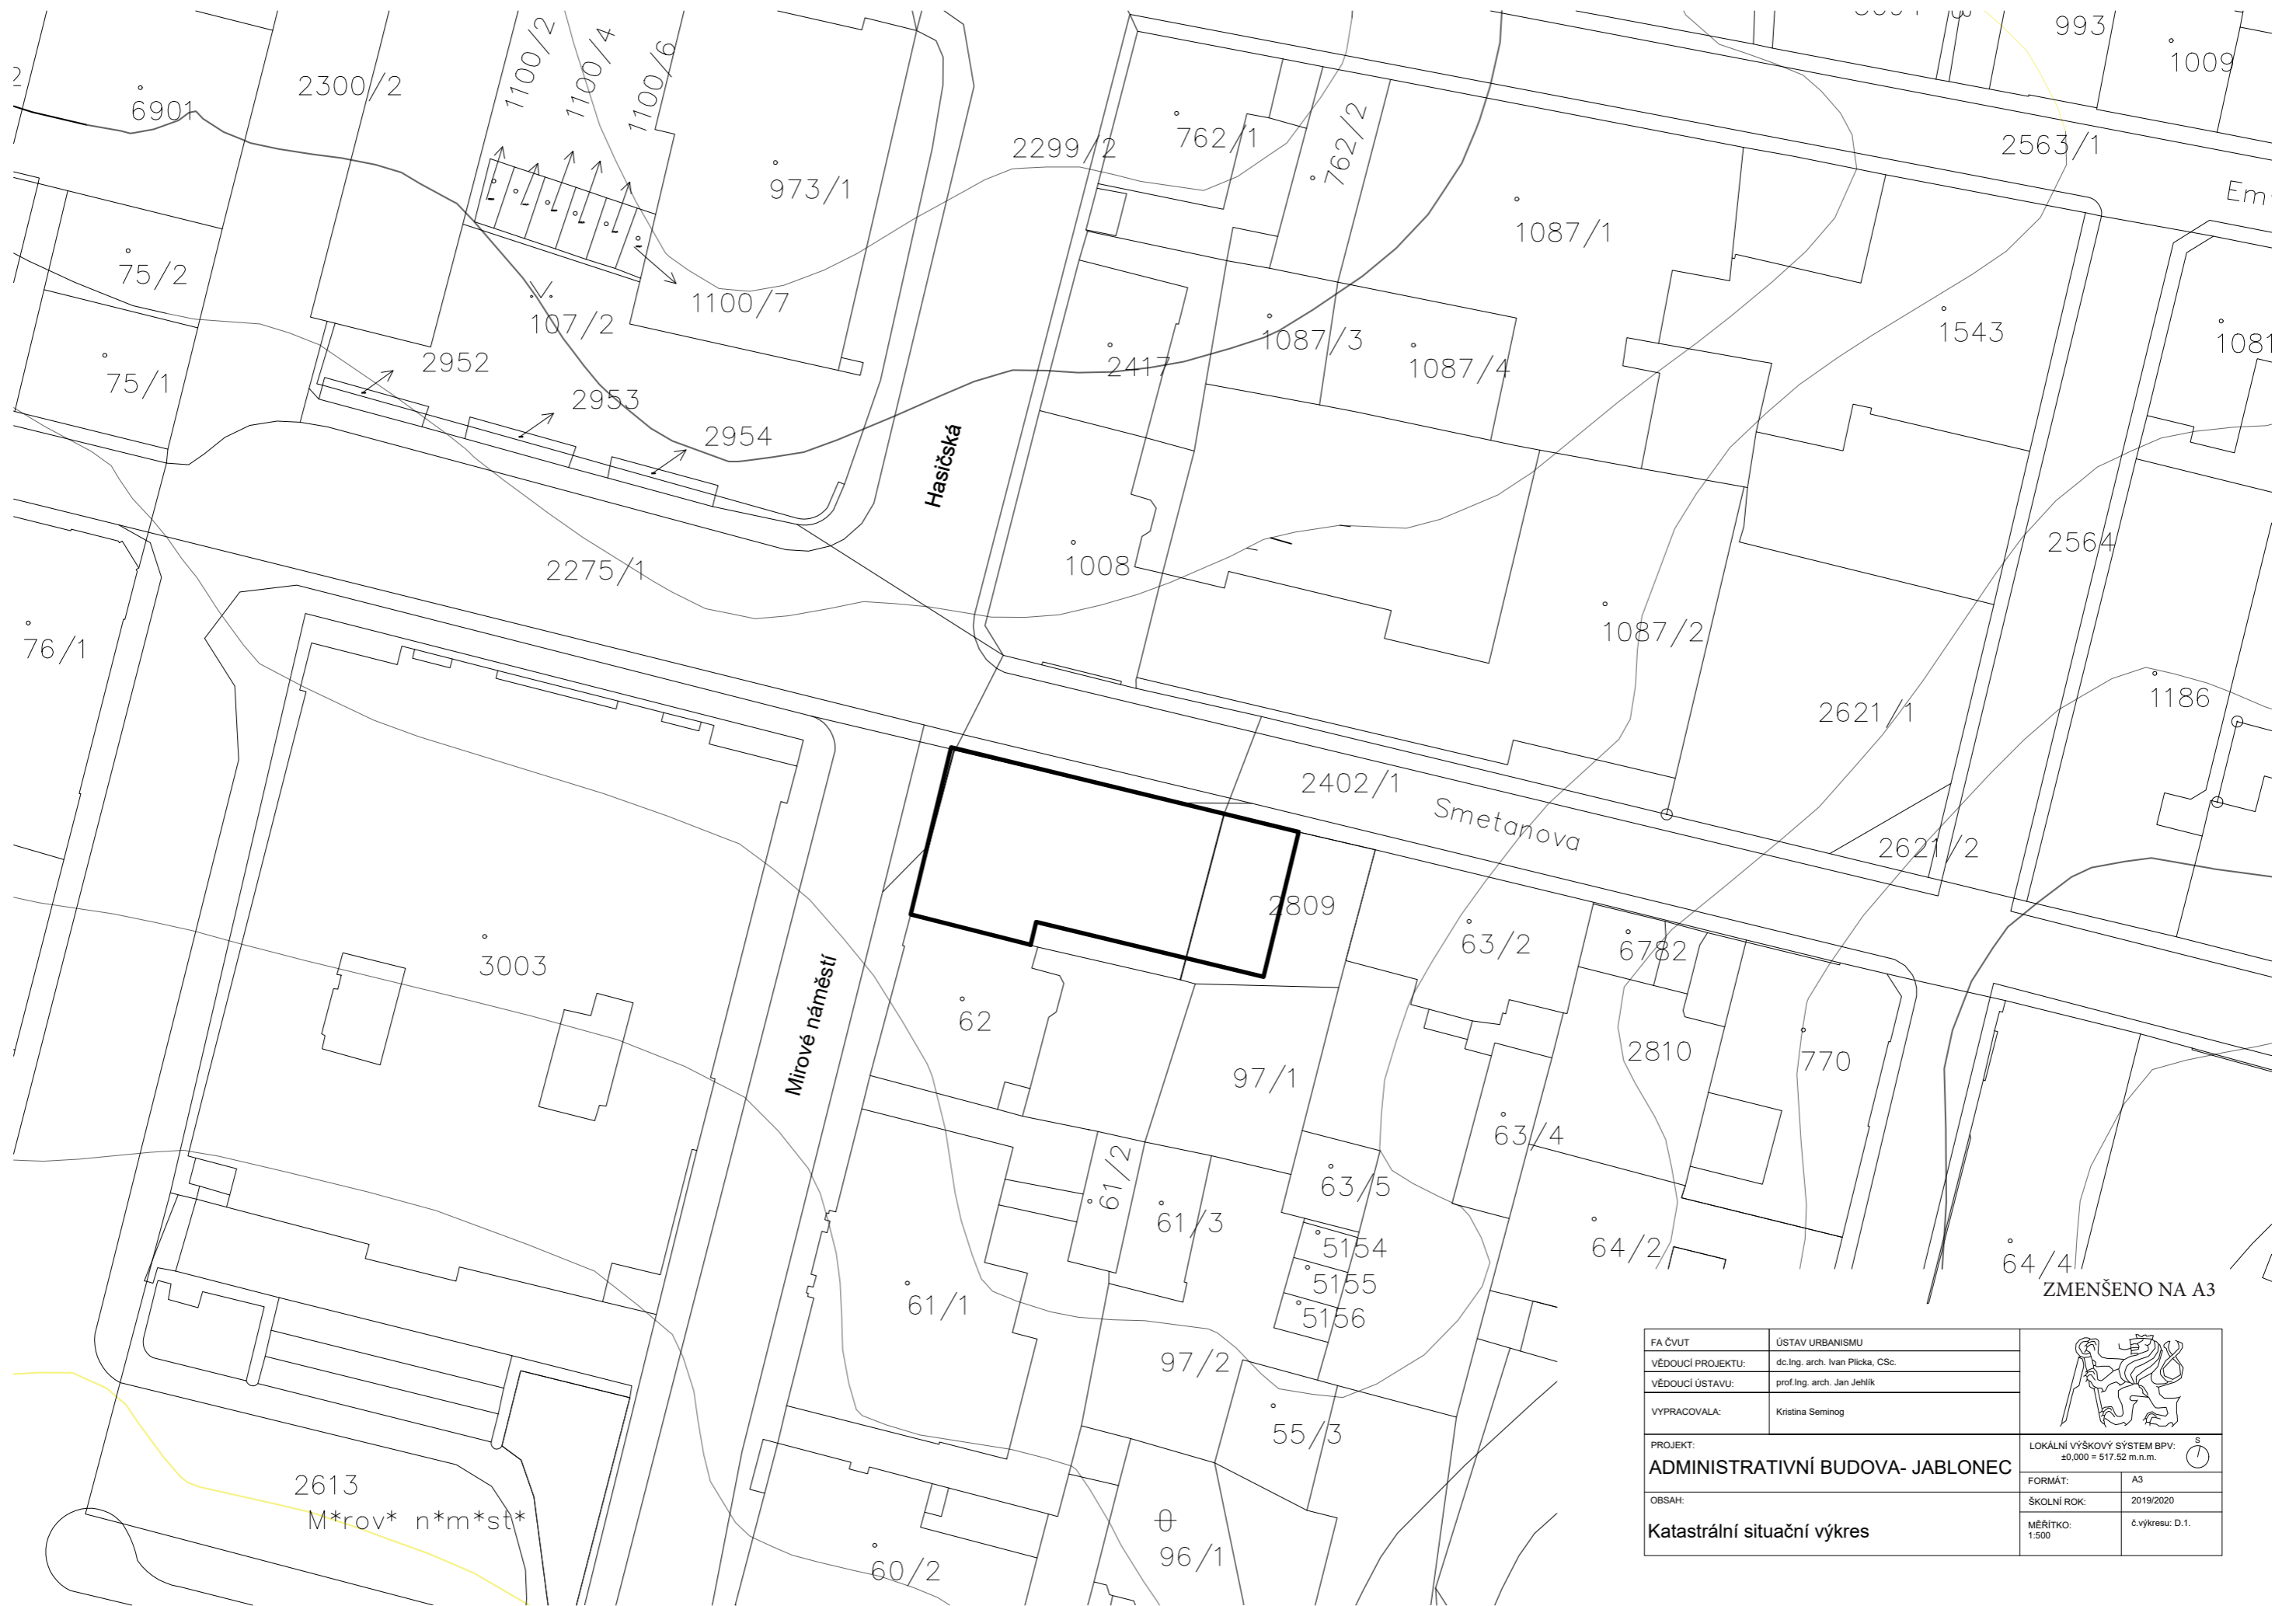 993
1009
2300/2
1100/2
1100/4
1100/6
6901
2299/2
762/1
762/2
2563/1
973/1
1087/1
75/2
1100/7
107/2
1087/3
1087/4
1543
1081
2417
2952
75/1
2953
2954
Hasičská
2275/1
1008
2564
1087/2
76/1
1186
2621/1
2402/1
Smetanova
2621/2
2809
63/2
6782
3003
62
Mirové náměstí
97/1
2810
770
63/4
61/2
63/5
61/3
5154
5155
5156
64/2
64/4
61/1
97/2
55/3
2613
M*rov* n*m*st*
60/2
96/1
ZMENŠENO NA A3
FA ČVUT
ÚSTAV URBANISMU
VĚDOUCÍ PROJEKTU:
dc.Ing. arch. Ivan Plicka, CSc.
VĚDOUCÍ ÚSTAVU:
prof.Ing. arch. Jan Jehlík
VYPRACOVALA:
Kristina Seminog
PROJEKT:
ADMINISTRATIVNÍ BUDOVA- JABLONEC
LOKÁLNÍ VÝŠKOVÝ SÝSTEM BPV:
±0,000 = 517.52 m.n.m.
S
FORMÁT:
A3
OBSAH:
Katastrální situační výkres
ŠKOLNÍ ROK:
2019/2020
MĚŘÍTKO:
1:500
č.výkresu: D.1.